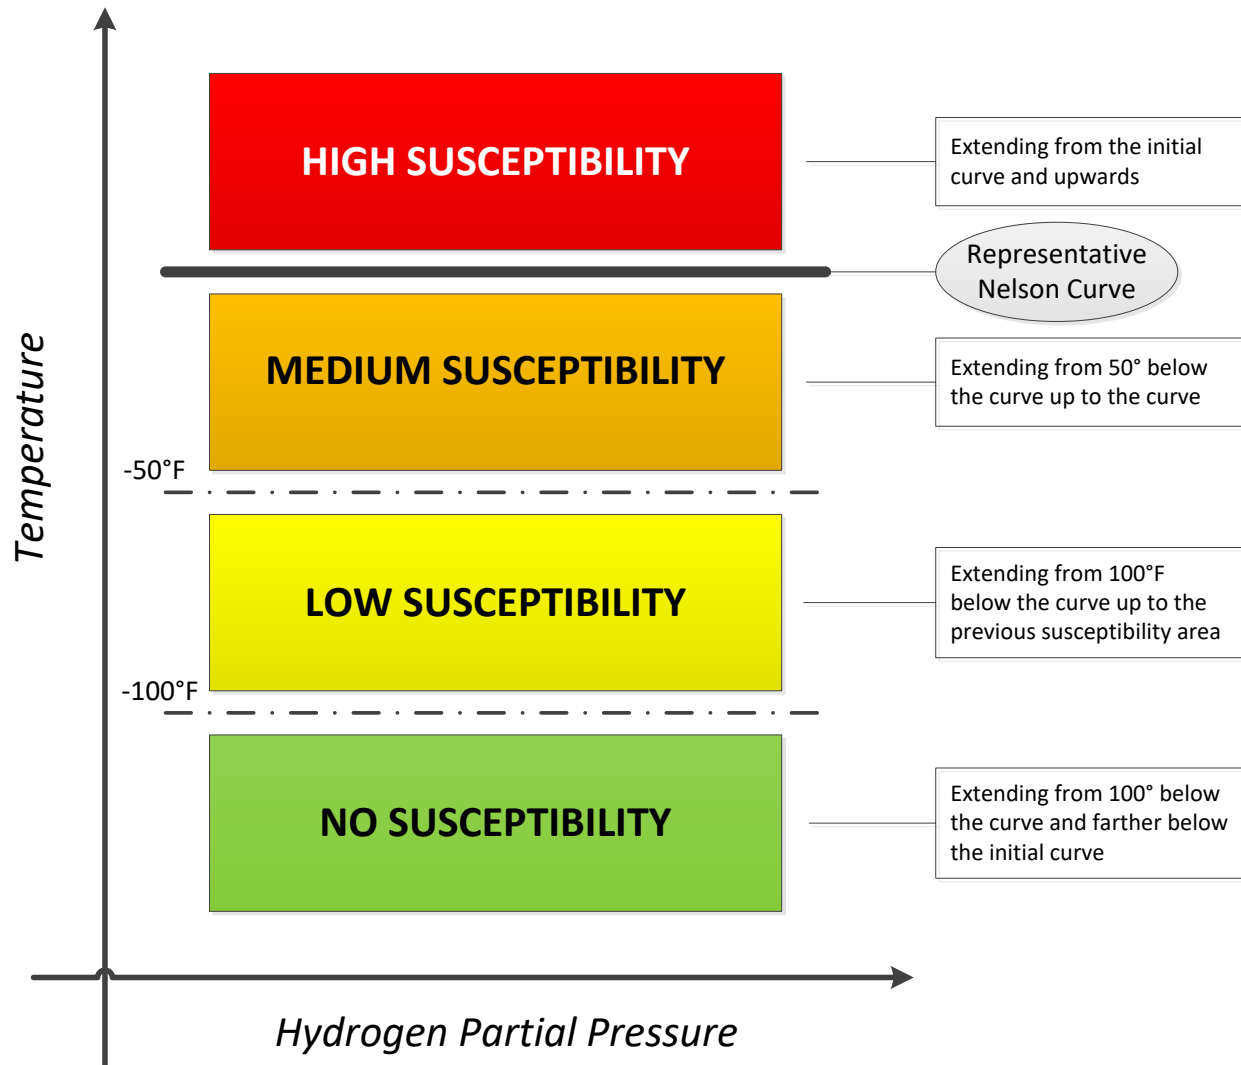 HIGH SUSCEPTIBILITY
Extending from the initial
curve and upwards
Representative
Nelson Curve
MEDIUM SUSCEPTIBILITY
Extending from 50° below
the curve up to the curve
Temperature
-50°F
LOW SUSCEPTIBILITY
Extending from 100°F
below the curve up to the
previous susceptibility area
-100°F
NO SUSCEPTIBILITY
Extending from 100° below
the curve and farther below
the initial curve
Hydrogen Partial Pressure